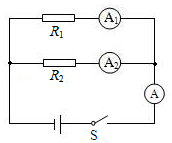 R₁ A₁
R₂ A₂
A
S